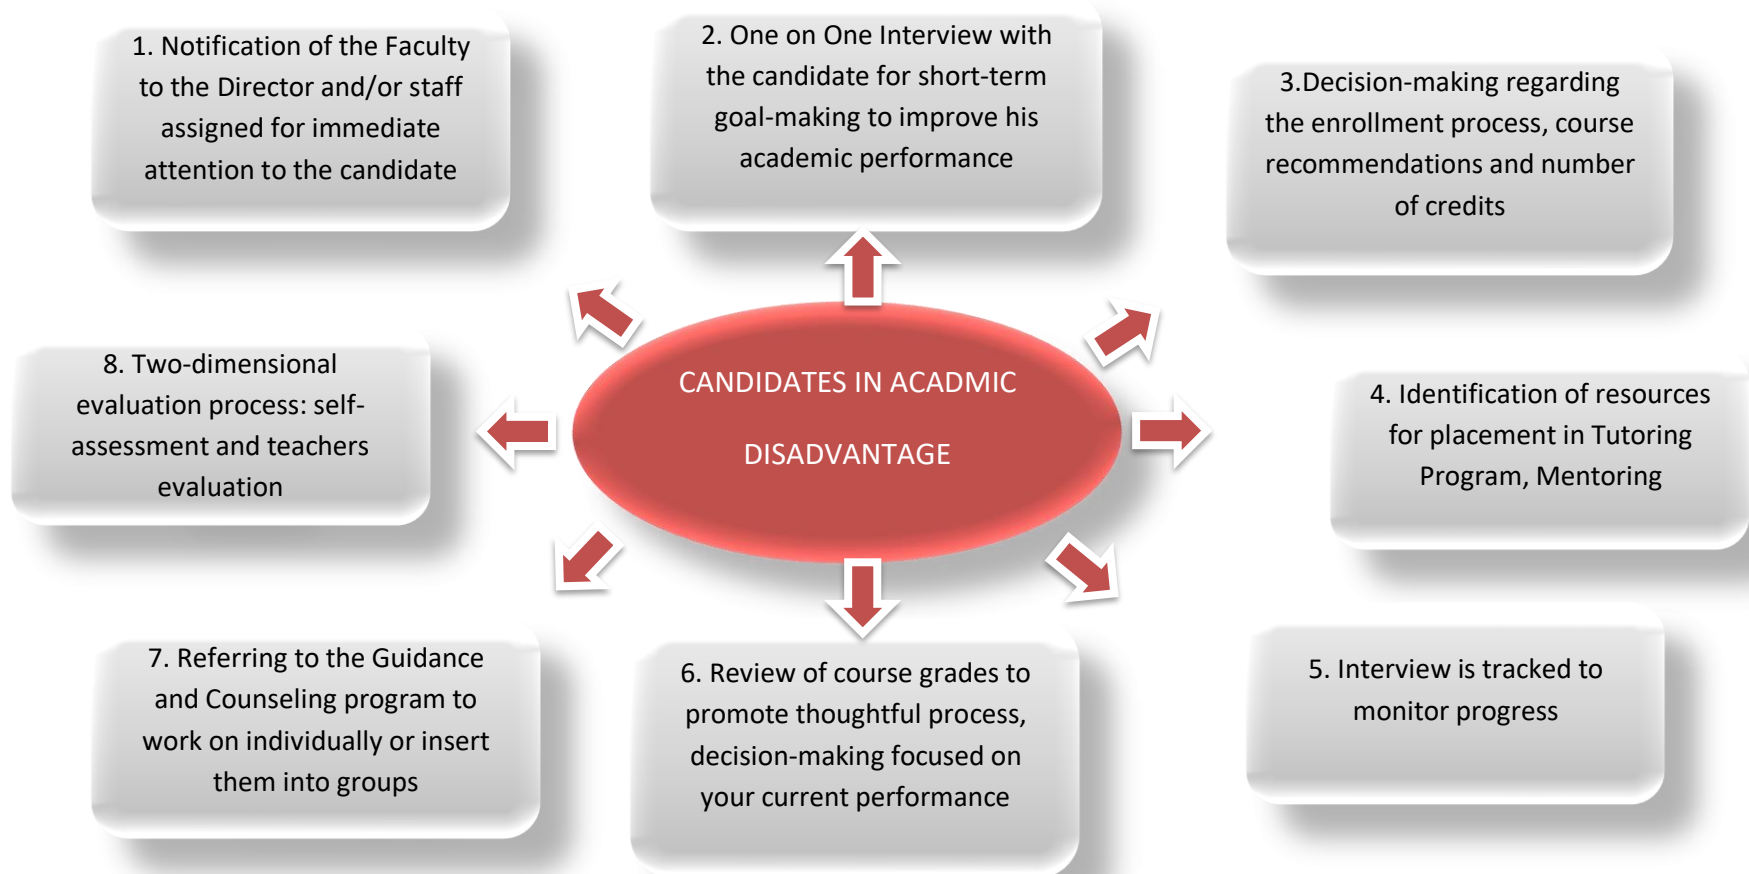 1. Notification of the Faculty
to the Director and/or staff
assigned for immediate
attention to the candidate
2. One on One Interview with
the candidate for short-term
goal-making to improve his
academic performance
3.Decision-making regarding
the enrollment process, course
recommendations and number
of credits
CANDIDATES IN ACADMIC
DISADVANTAGE
4. Identification of resources
for placement in Tutoring
Program, Mentoring
5. Interview is tracked to
monitor progress
6. Review of course grades to
promote thoughtful process,
decision-making focused on
your current performance
7. Referring to the Guidance
and Counseling program to
work on individually or insert
them into groups
8. Two-dimensional
evaluation process: self-
assessment and teachers
evaluation